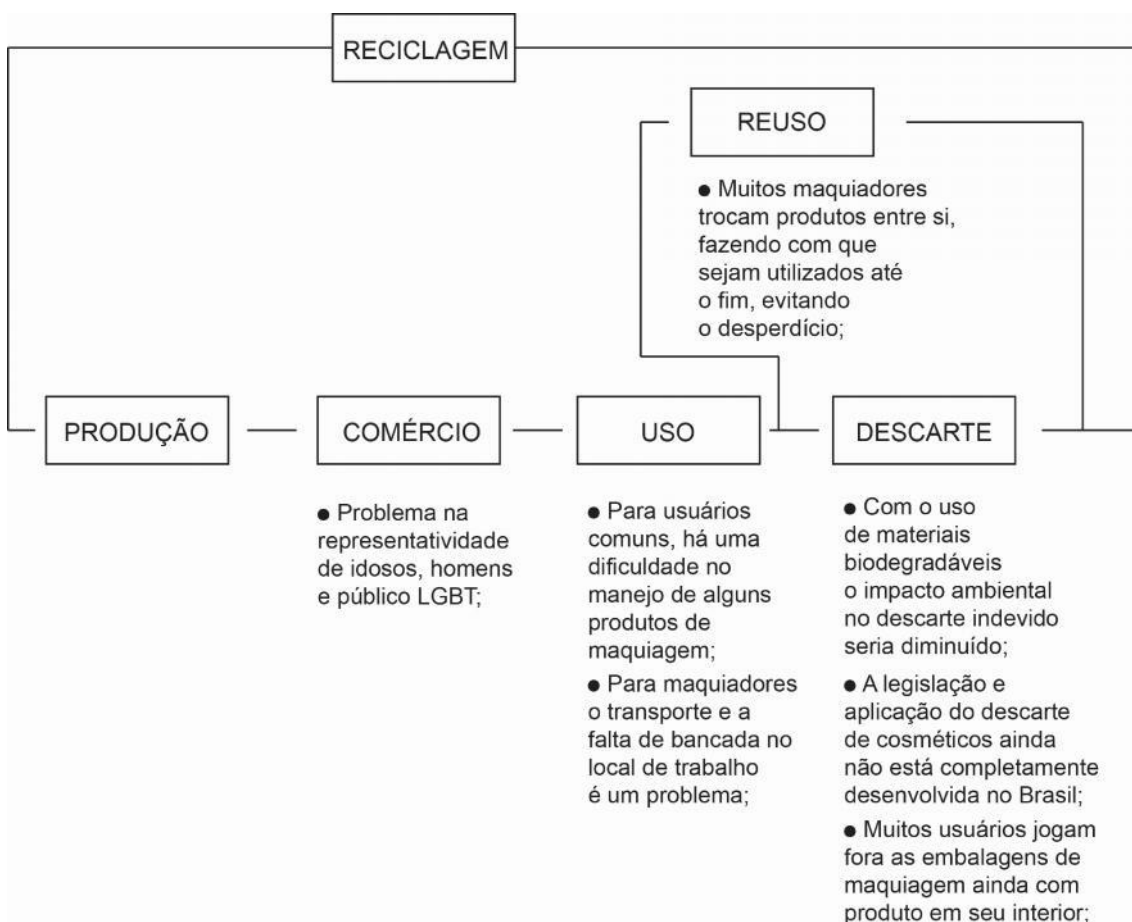 RECICLAGEM
REUSO
● Muitos maquiadores
trocam produtos entre si,
fazendo com que
sejam utilizados até
o fim, evitando
o desperdício;
PRODUÇÃO
COMÉRCIO
USO
DESCARTE
● Problema na
representatividade
de idosos, homens
e público LGBT;
● Para usuários
comuns, há uma
dificuldade no
manejo de alguns
produtos de
maquiagem;
● Para maquiadores
o transporte e a
falta de bancada no
local de trabalho
é um problema;
● Com o uso
de materiais
biodegradáveis
o impacto ambiental
no descarte indevido
seria diminuído;
● A legislação e
aplicação do descarte
de cosméticos ainda
não está completamente
desenvolvida no Brasil;
● Muitos usuários jogam
fora as embalagens de
maquiagem ainda com
produto em seu interior;